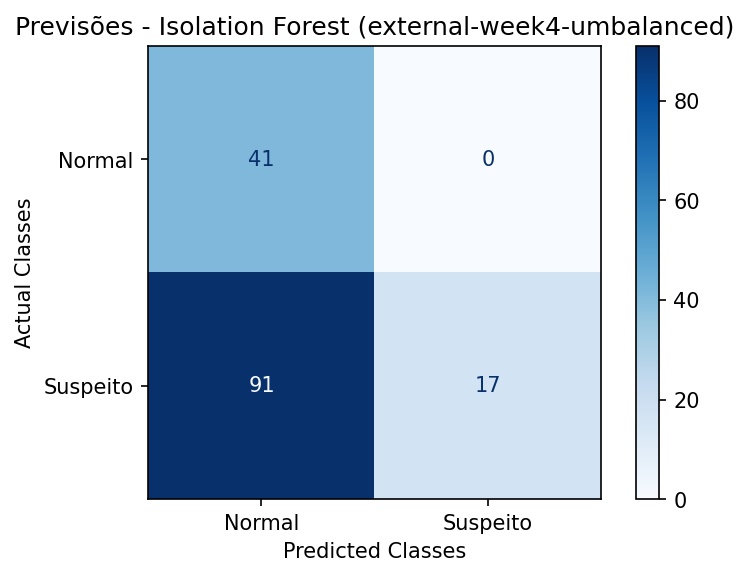 Previsões - Isolation Forest (external-week4-umbalanced)
Actual Classes
Normal
41
0
Suspeito
91
17
Normal
Suspeito
Predicted Classes
80
60
40
20
0